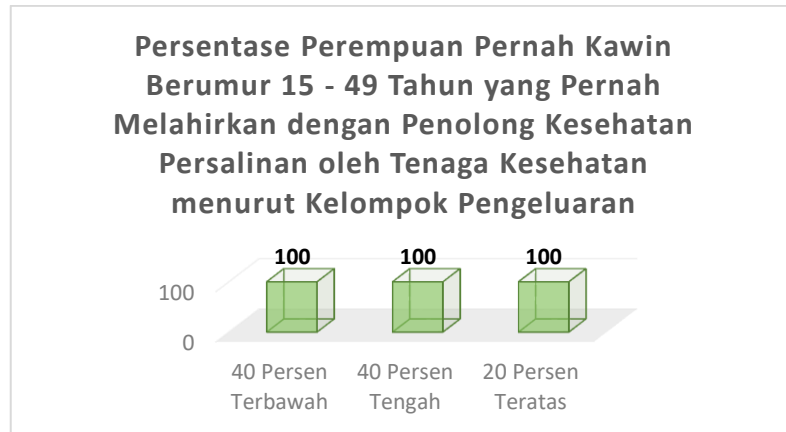 Persentase Perempuan Pernah Kawin
Berumur 15 - 49 Tahun yang Pernah
Melahirkan dengan Penolong Kesehatan
Persalinan oleh Tenaga Kesehatan
menurut Kelompok Pengeluaran
100 100 100
100
0
40 Persen 40 Persen 20 Persen
Terbawah Tengah Teratas